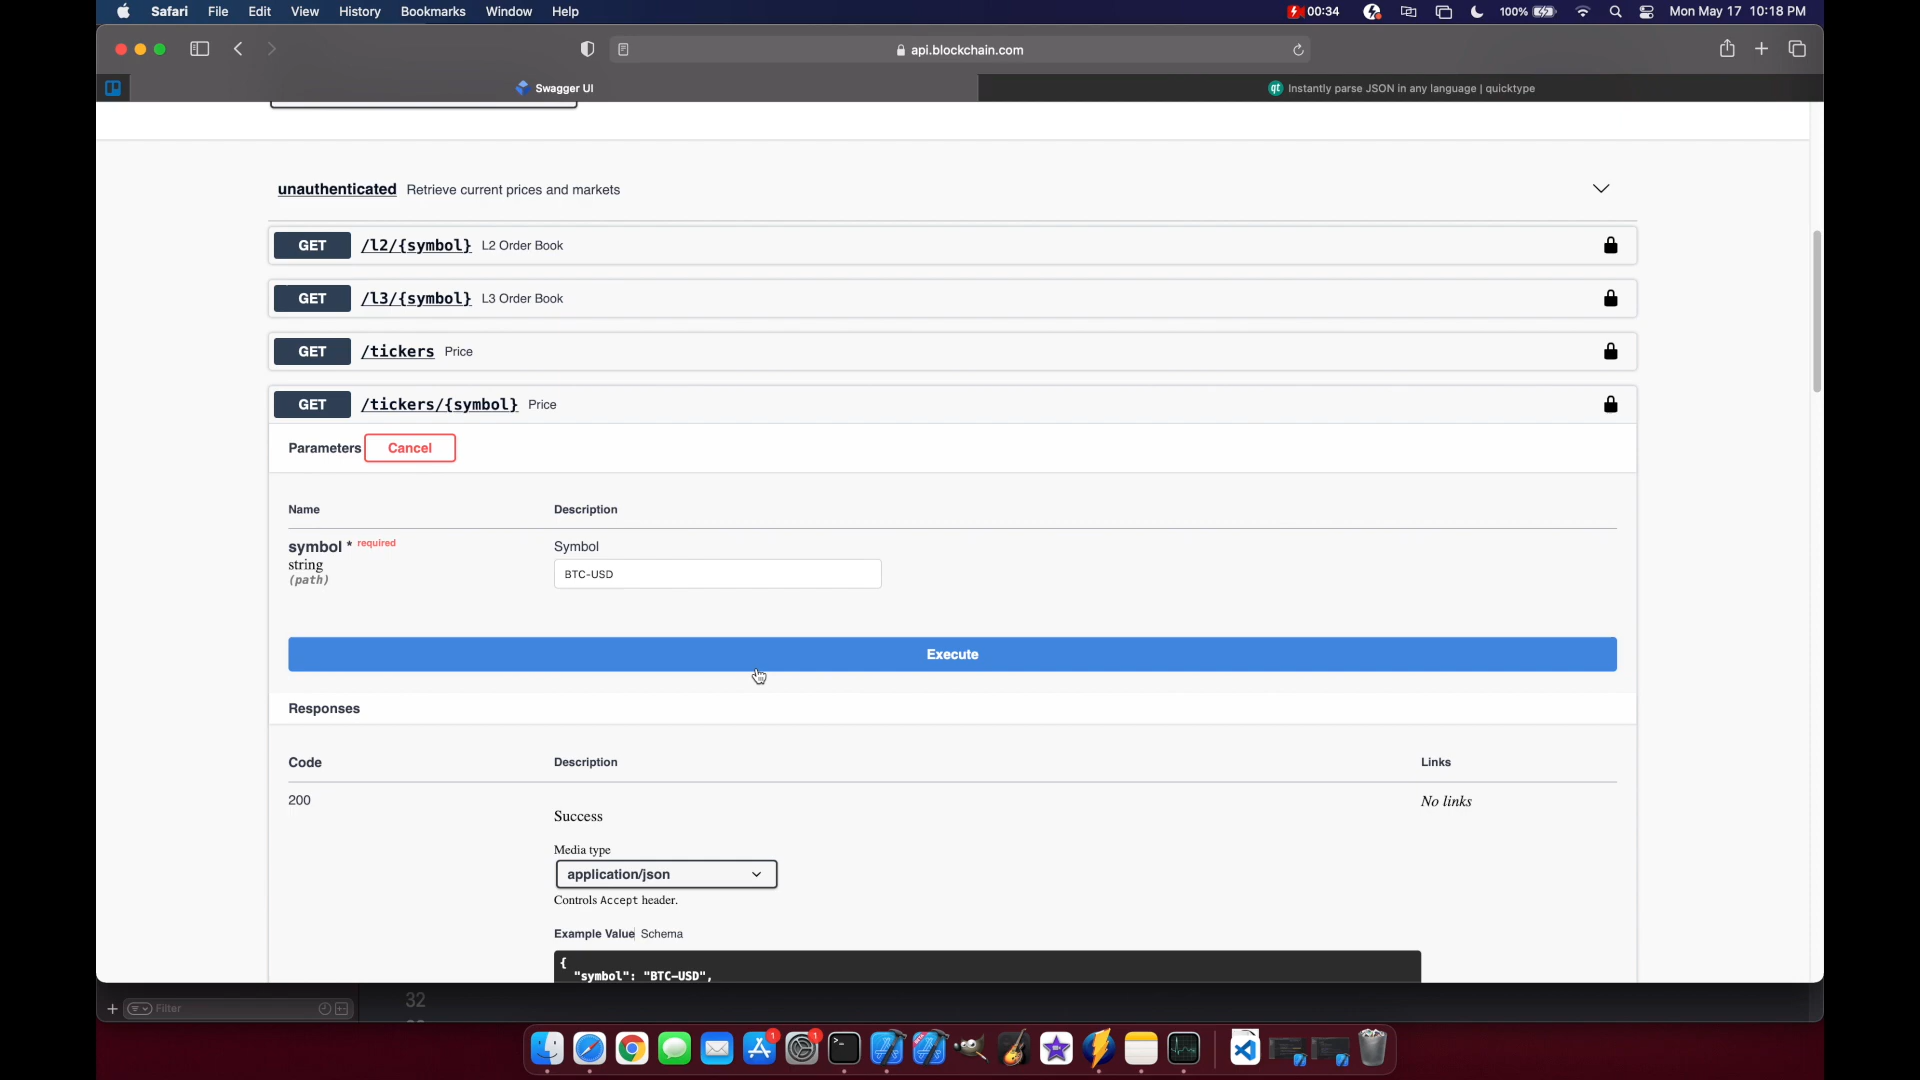 Safari File Edit View History Bookmarks Window Help 00:34 100% Mon May 17 10:18 PM
api.blockchain.com
Swagger UI
qt Instantly parse JSON in any language | quicktype
unauthenticated Retrieve current prices and markets
GET /l2/{symbol} L2 Order Book
GET /l3/{symbol} L3 Order Book
GET /tickers Price
GET /tickers/{symbol} Price
Parameters Cancel
Name Description
symbol * required Symbol
string
BTC-USD
(path)
Execute
Responses
Code Description Links
200 No links
Success
Media type
application/json
Controls Accept header.
Example Value Schema
{
"symbol": "BTC-USD",
+ Filter 32
1
1